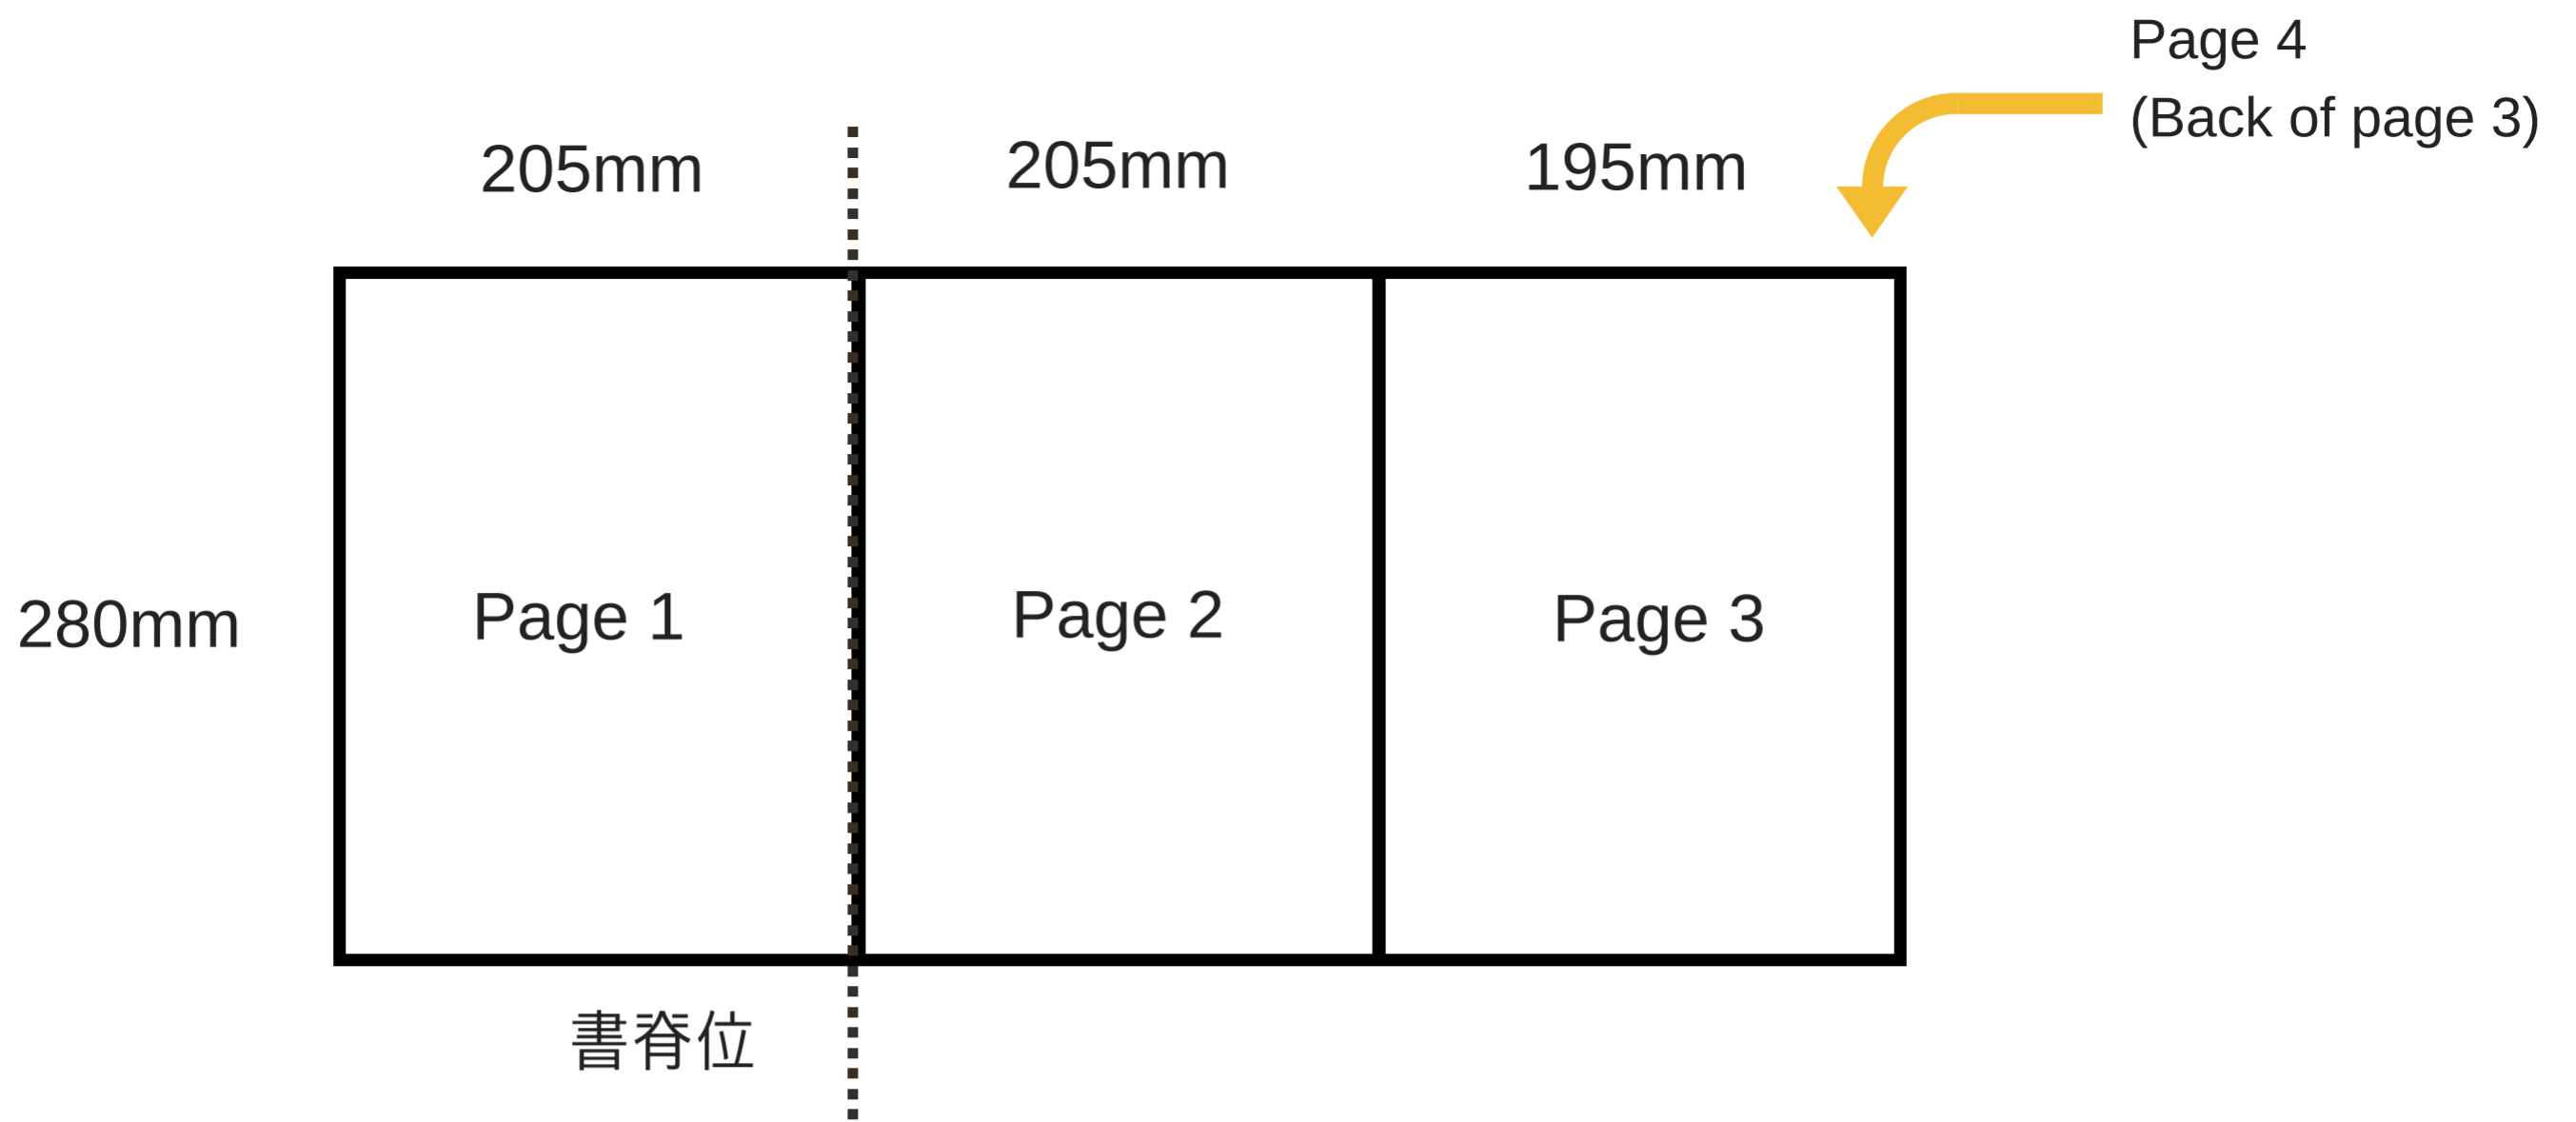 Page 4
(Back of page 3)
205mm
205mm
195mm
280mm
Page 1
Page 2
Page 3
書脊位